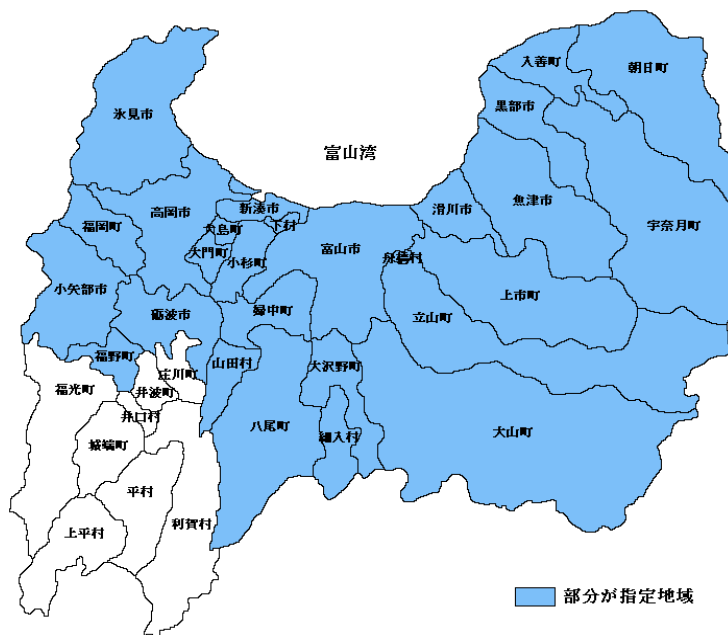 入善町
朝日町
黒部市
氷見市
富山湾
高岡市
新湊市
滑川市
魚津市
福岡町
大島町
下村
富山市
宇奈月町
大門町
小杉町
舟橋村
小矢部市
上市町
砺波市
婦中町
立山町
福野町
山田村
大沢野町
庄川町
福光町
井波町
井口村
八尾町
細入村
大山町
城端町
平村
利賀村
上平村
部分が指定地域